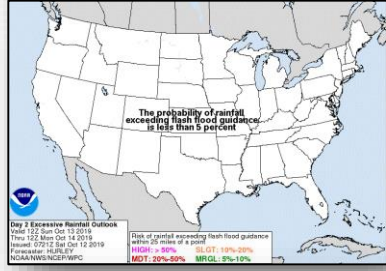 The probability of rainfall
exceeding flash flood guidance
is less than 5 percent
noaa
Day 2 Excessive Rainfall Outlook
Valid 12Z Sun Oct 13 2019
Thru 12Z Mon Oct 14 2019
Issued: 0721Z Sat Oct 12 2019
Forecaster: HURLEY
NOAA/NWS/NCEP/WPC
Risk of rainfall exceeding flash flood guidance
within 25 miles of a point
HIGH: > 50% SLGT: 10%-20%
MDT: 20%-50% MRGL: 5%-10%